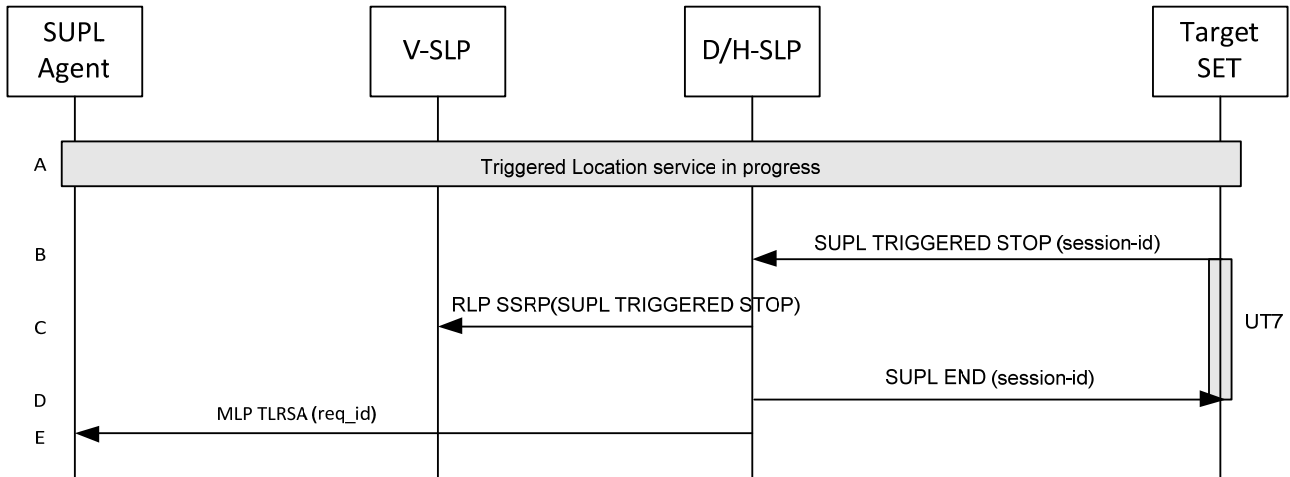 SUPL
Agent
V-SLP
D/H-SLP
Target
SET
A
Triggered Location service in progress
B
SUPL TRIGGERED STOP (session-id)
C
RLP SSRP(SUPL TRIGGERED STOP)
UT7
D
SUPL END (session-id)
E
MLP TLRSA (req_id)